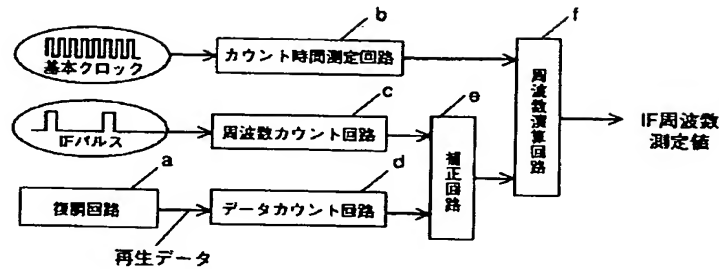 b
f
基本クロック
カウント時間測定回路
c
e
IFパルス
周波数カウント回路
周波数演算回路
IF周波数
測定値
a
d
補正回路
復調回路
データカウント回路
再生データ